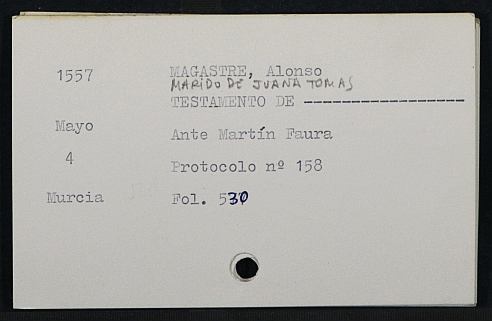 1557 MAGASTRE, Alonso
MARIDO DE JUANA TOMAS
TESTAMENTO DE ------------------
Mayo Ante Martín Faura
4 Protocolo nº 158
Murcia Fol. 530